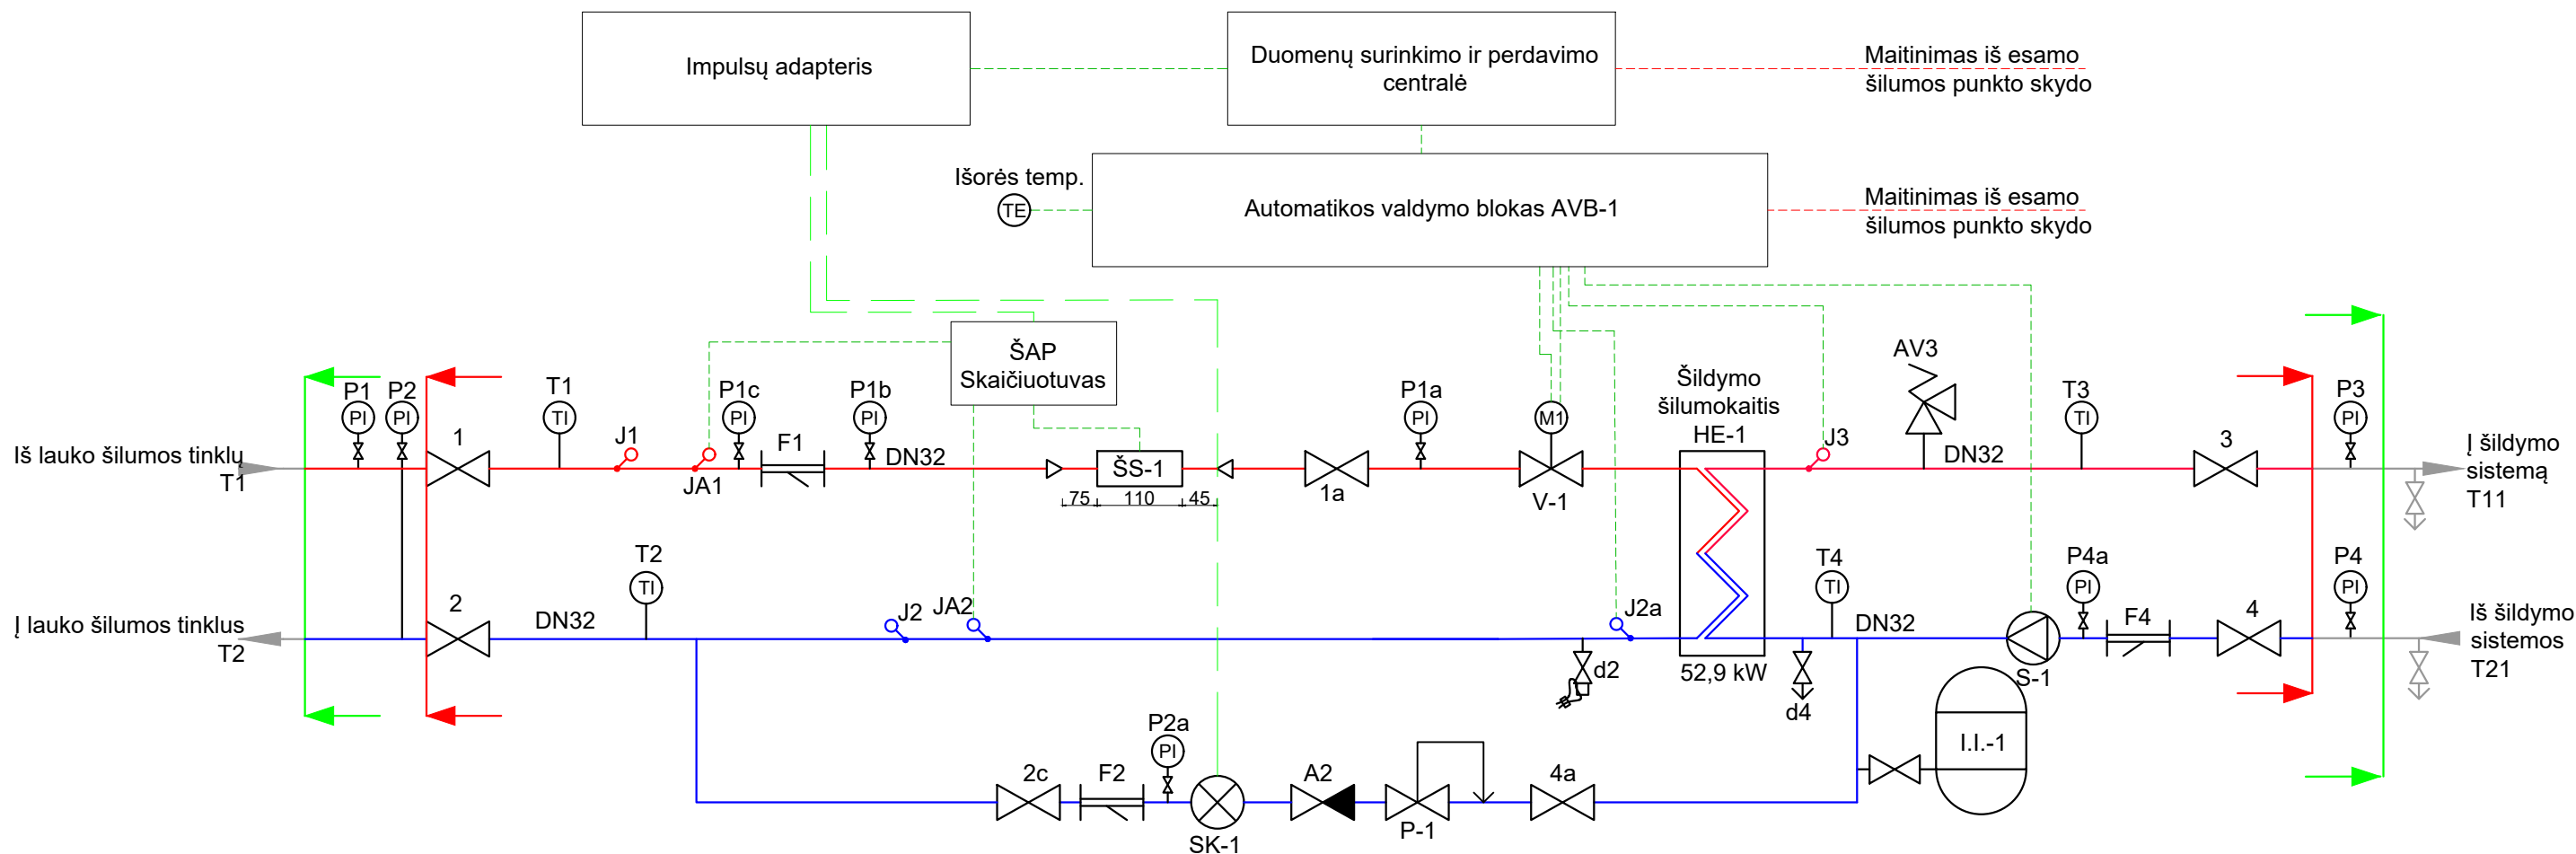 Impulsų adapteris
Duomenų surinkimo ir perdavimo
centralė
Maitinimas iš esamo
šilumos punkto skydo
Išorės temp.
TE
Automatikos valdymo blokas AVB-1
Maitinimas iš esamo
šilumos punkto skydo
ŠAP
Skaičiuotuvas
AV3
Šildymo
šilumokaitis
HE-1
P1
PI
P2
PI
T1
TI
P1c
PI
P1b
PI
P1a
PI
M1
T3
TI
P3
PI
Iš lauko šilumos tinklų
T1
1
J1
JA1
F1
DN32
ŠS-1
75
110
45
1a
V-1
J3
DN32
3
Į šildymo
sistemą
T11
Į lauko šilumos tinklus
T2
2
DN32
T2
TI
J2
JA2
d2
J2a
52,9 kW
T4
TI
d4
DN32
S-1
P4a
PI
F4
4
P4
PI
Iš šildymo
sistemos
T21
2c
F2
P2a
PI
SK-1
A2
P-1
4a
I.I.-1